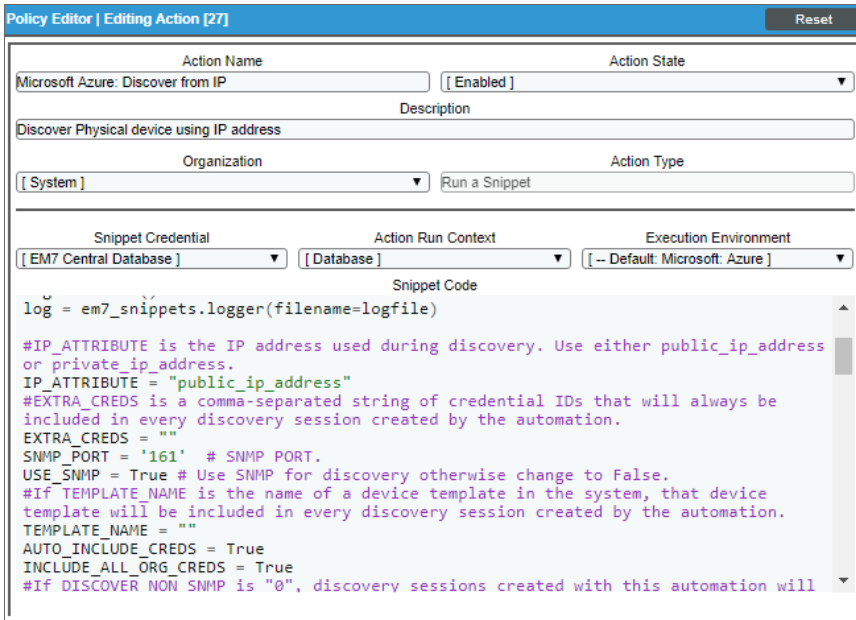 Policy Editor | Editing Action [27]
Reset
Action Name
Action State
Microsoft Azure: Discover from IP
[ Enabled ]
Description
Discover Physical device using IP address
Organization
Action Type
[ System ]
Run a Snippet
Snippet Credential
Action Run Context
Execution Environment
[ EM7 Central Database ]
[ Database ]
[ -- Default: Microsoft: Azure ]
Snippet Code
log = em7_snippets.logger(filename=logfile)
#IP_ATTRIBUTE is the IP address used during discovery. Use either public_ip_address
or private_ip_address.
IP_ATTRIBUTE = "public_ip_address"
#EXTRA_CREDS is a comma-separated string of credential IDs that will always be
included in every discovery session created by the automation.
EXTRA_CREDS = ""
SNMP_PORT = '161'  # SNMP PORT.
USE_SNMP = True # Use SNMP for discovery otherwise change to False.
#If TEMPLATE_NAME is the name of a device template in the system, that device
template will be included in every discovery session created by the automation.
TEMPLATE_NAME = ""
AUTO_INCLUDE_CREDS = True
INCLUDE_ALL_ORG_CREDS = True
#If DISCOVER NON SNMP is "0", discovery sessions created with this automation will